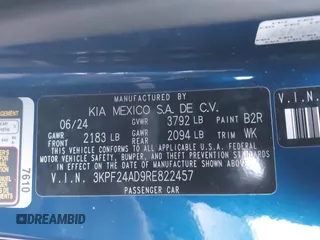 MANUFACTURED BY
KIA MEXICO S.A. DE C.V.
06/24 GVWR 3792 LB PAINT B2R
GAWR FRONT 2183 LB GAWR REAR 2094 LB TRIM WK
THIS VEHICLE CONFORMS TO ALL APPLICABLE U.S. FEDERAL
MOTOR VEHICLE SAFETY, BUMPER, AND THEFT PREVENTION
STANDARDS IN EFFECT ON THE DATE OF MANUFACTURE
SHOWN ABOVE.
V.I.N. 3KPF24AD9RE822457
PASSENGER CAR
V.I.N.
7610
DREAMBID